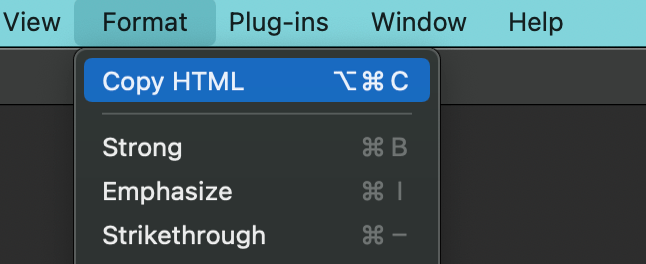 View Format Plug-ins Window Help
Copy HTML ⌥⌘C
Strong ⌘B
Emphasize ⌘I
Strikethrough ⌘−